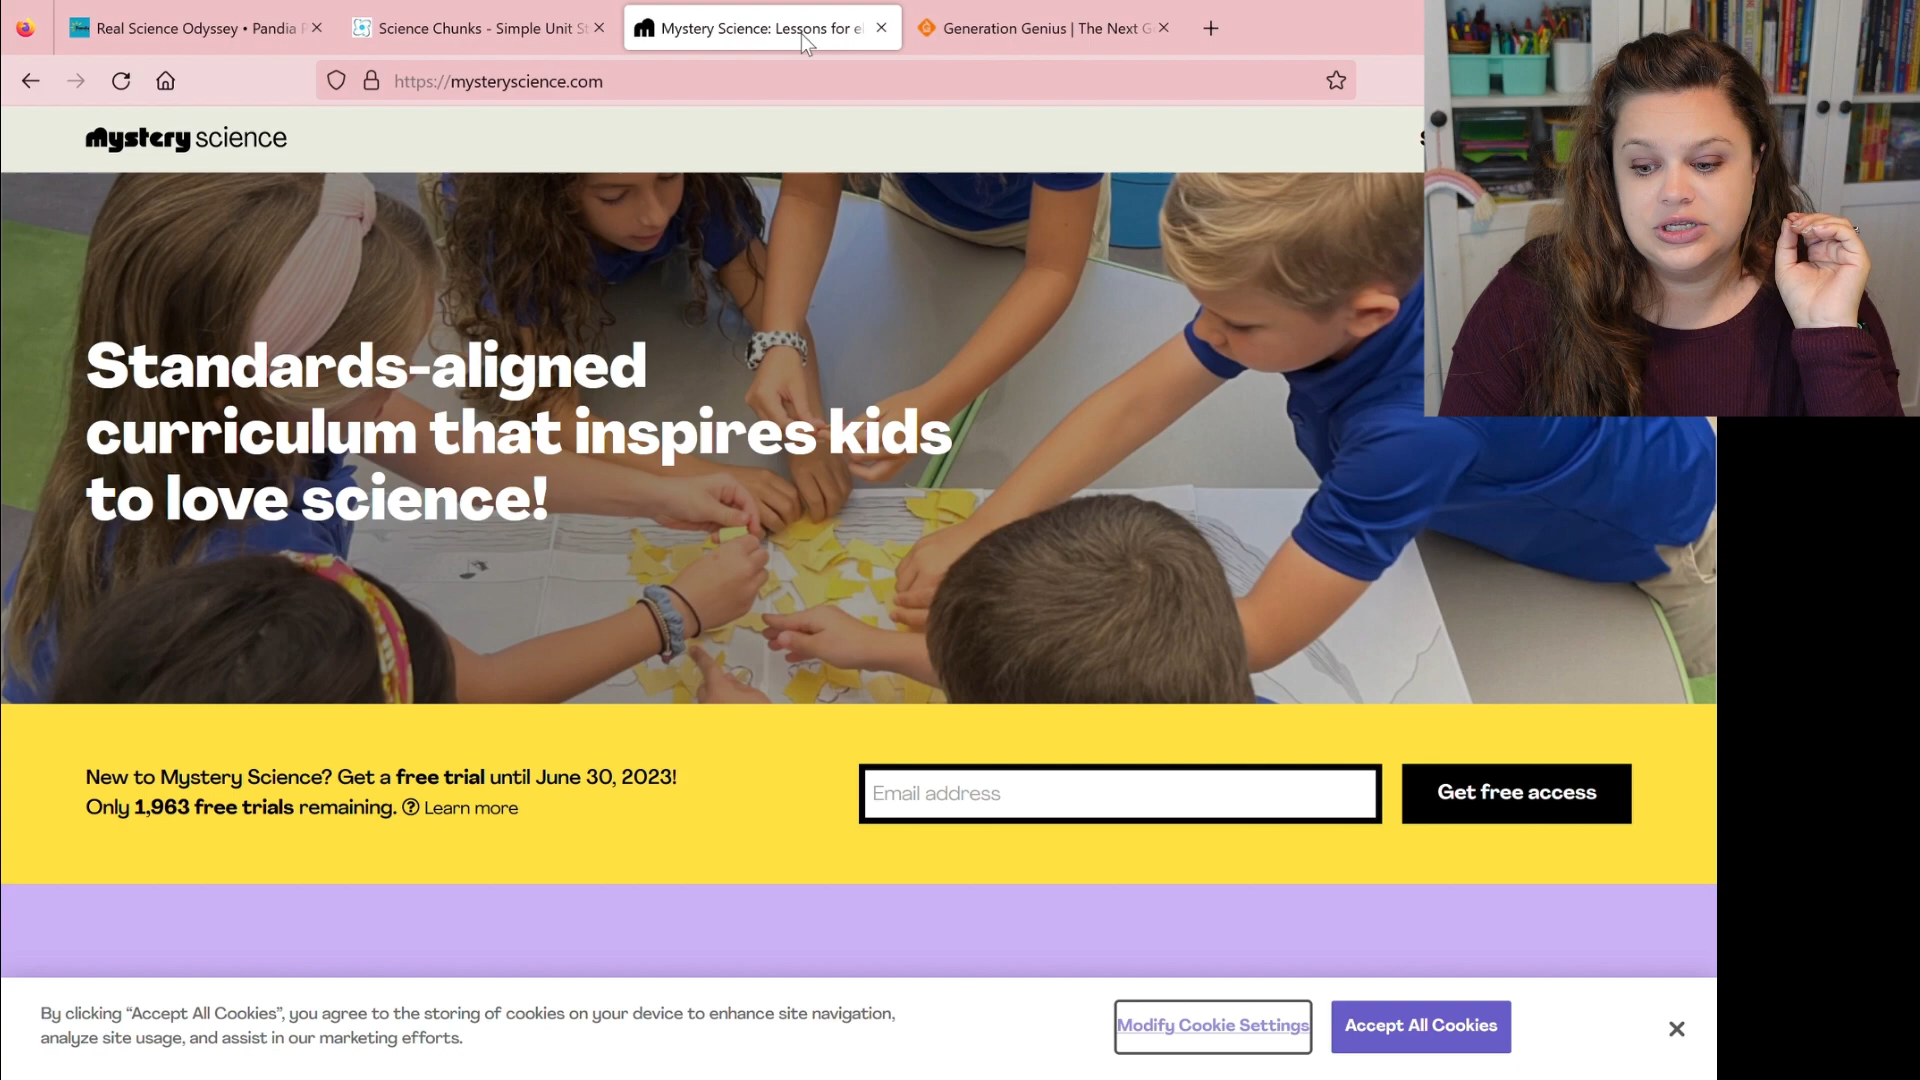 Real Science Odyssey • Pandia
Science Chunks - Simple Unit St
Mystery Science: Lessons for el
Generation Genius | The Next G
https://mysteryscience.com
mystery science
Standards-aligned
curriculum that inspires kids
to love science!
New to Mystery Science? Get a free trial until June 30, 2023!
Only 1,963 free trials remaining. ? Learn more
Email address
Get free access
By clicking “Accept All Cookies”, you agree to the storing of cookies on your device to enhance site navigation,
analyze site usage, and assist in our marketing efforts.
Modify Cookie Settings
Accept All Cookies